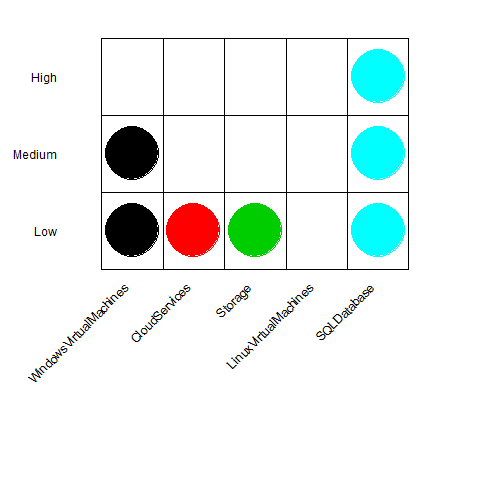 High
Medium
Low
WindowsVirtualMachines
CloudServices
Storage
LinuxVirtualMachines
SQLDatabase